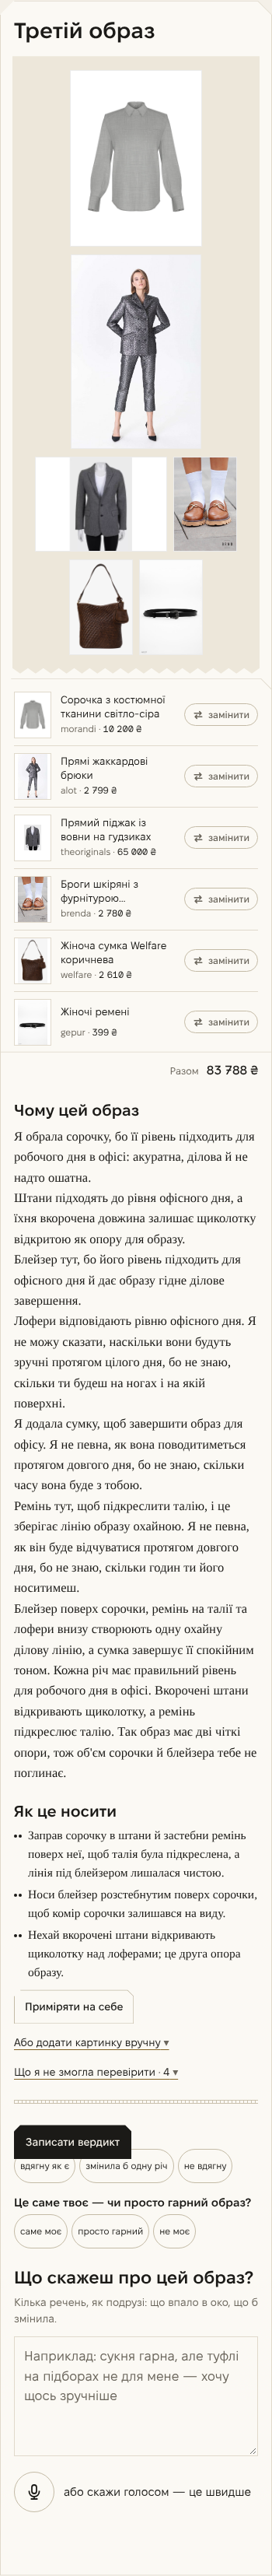 Третій образ
Сорочка з костюмної
тканини світло-сіра
morandi · 10 200 ₴
замінити
Прямі жаккардові
брюки
alot · 2 799 ₴
замінити
Прямий піджак із
вовни на гудзиках
theoriginals · 65 000 ₴
замінити
Броги шкіряні з
фурнітурою...
brenda · 2 780 ₴
замінити
Жіноча сумка Welfare
коричнева
welfare · 2 610 ₴
замінити
Жіночі ремені
gepur · 399 ₴
замінити
Разом 83 788 ₴
Чому цей образ
Я обрала сорочку, бо її рівень підходить для
робочого дня в офісі: акуратна, ділова й не
надто ошатна.
Штани підходять до рівня офісного дня, а
їхня вкорочена довжина залишає щиколотку
відкритою як опору для образу.
Блейзер тут, бо його рівень підходить для
офісного дня й дає образу гідне ділове
завершення.
Лофери відповідають рівню офісного дня. Я
не можу сказати, наскільки вони будуть
зручні протягом цілого дня, бо не знаю,
скільки ти будеш на ногах і на якій
поверхні.
Я додала сумку, щоб завершити образ для
офісу. Я не певна, як вона поводитиметься
протягом довгого дня, бо не знаю, скільки
часу вона буде з тобою.
Ремінь тут, щоб підкреслити талію, і це
зберігає лінію образу охайною. Я не певна,
як він буде відчуватися протягом довгого
дня, бо не знаю, скільки годин ти його
носитимеш.
Блейзер поверх сорочки, ремінь на талії та
лофери внизу створюють одну охайну
ділову лінію, а сумка завершує її спокійним
тоном. Кожна річ має правильний рівень
для робочого дня в офісі. Вкорочені штани
відкривають щиколотку, а ремінь
підкреслює талію. Так образ має дві чіткі
опори, тож об'єм сорочки й блейзера тебе не
поглинає.
Як це носити
Заправ сорочку в штани й застебни ремінь
поверх неї, щоб талія була підкреслена, а
лінія під блейзером лишалася чистою.
Носи блейзер розстебнутим поверх сорочки,
щоб комір сорочки залишався на виду.
Нехай вкорочені штани відкривають
щиколотку над лоферами; це друга опора
образу.
Приміряти на себе
Або додати картинку вручну ▾
Що я не змогла перевірити · 4 ▾
Записати вердикт
вдягну як є
змінила б одну річ
не вдягну
Це саме твоє — чи просто гарний образ?
саме моє
просто гарний
не моє
Що скажеш про цей образ?
Кілька речень, як подрузі: що впало в око, що б
змінила.
Наприклад: сукня гарна, але туфлі
на підборах не для мене — хочу
щось зручніше
або скажи голосом — це швидше